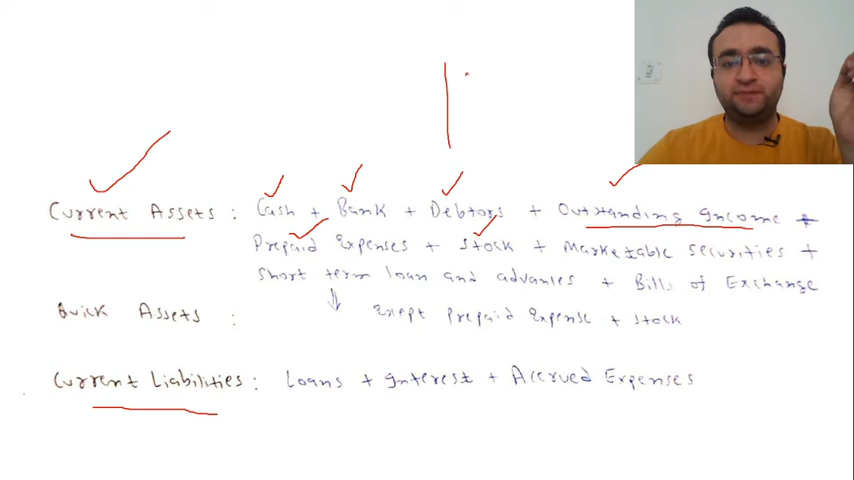 Current Assets : Cash + Bank + Debtors + Outstanding Income +
Prepaid Expenses + Stock + Marketable securities +
short term loan and advances + Bills of Exchange
Quick Assets : Exept Prepaid Expense + Stock
Current Liabilities : Loans + Interest + Accrued Expenses